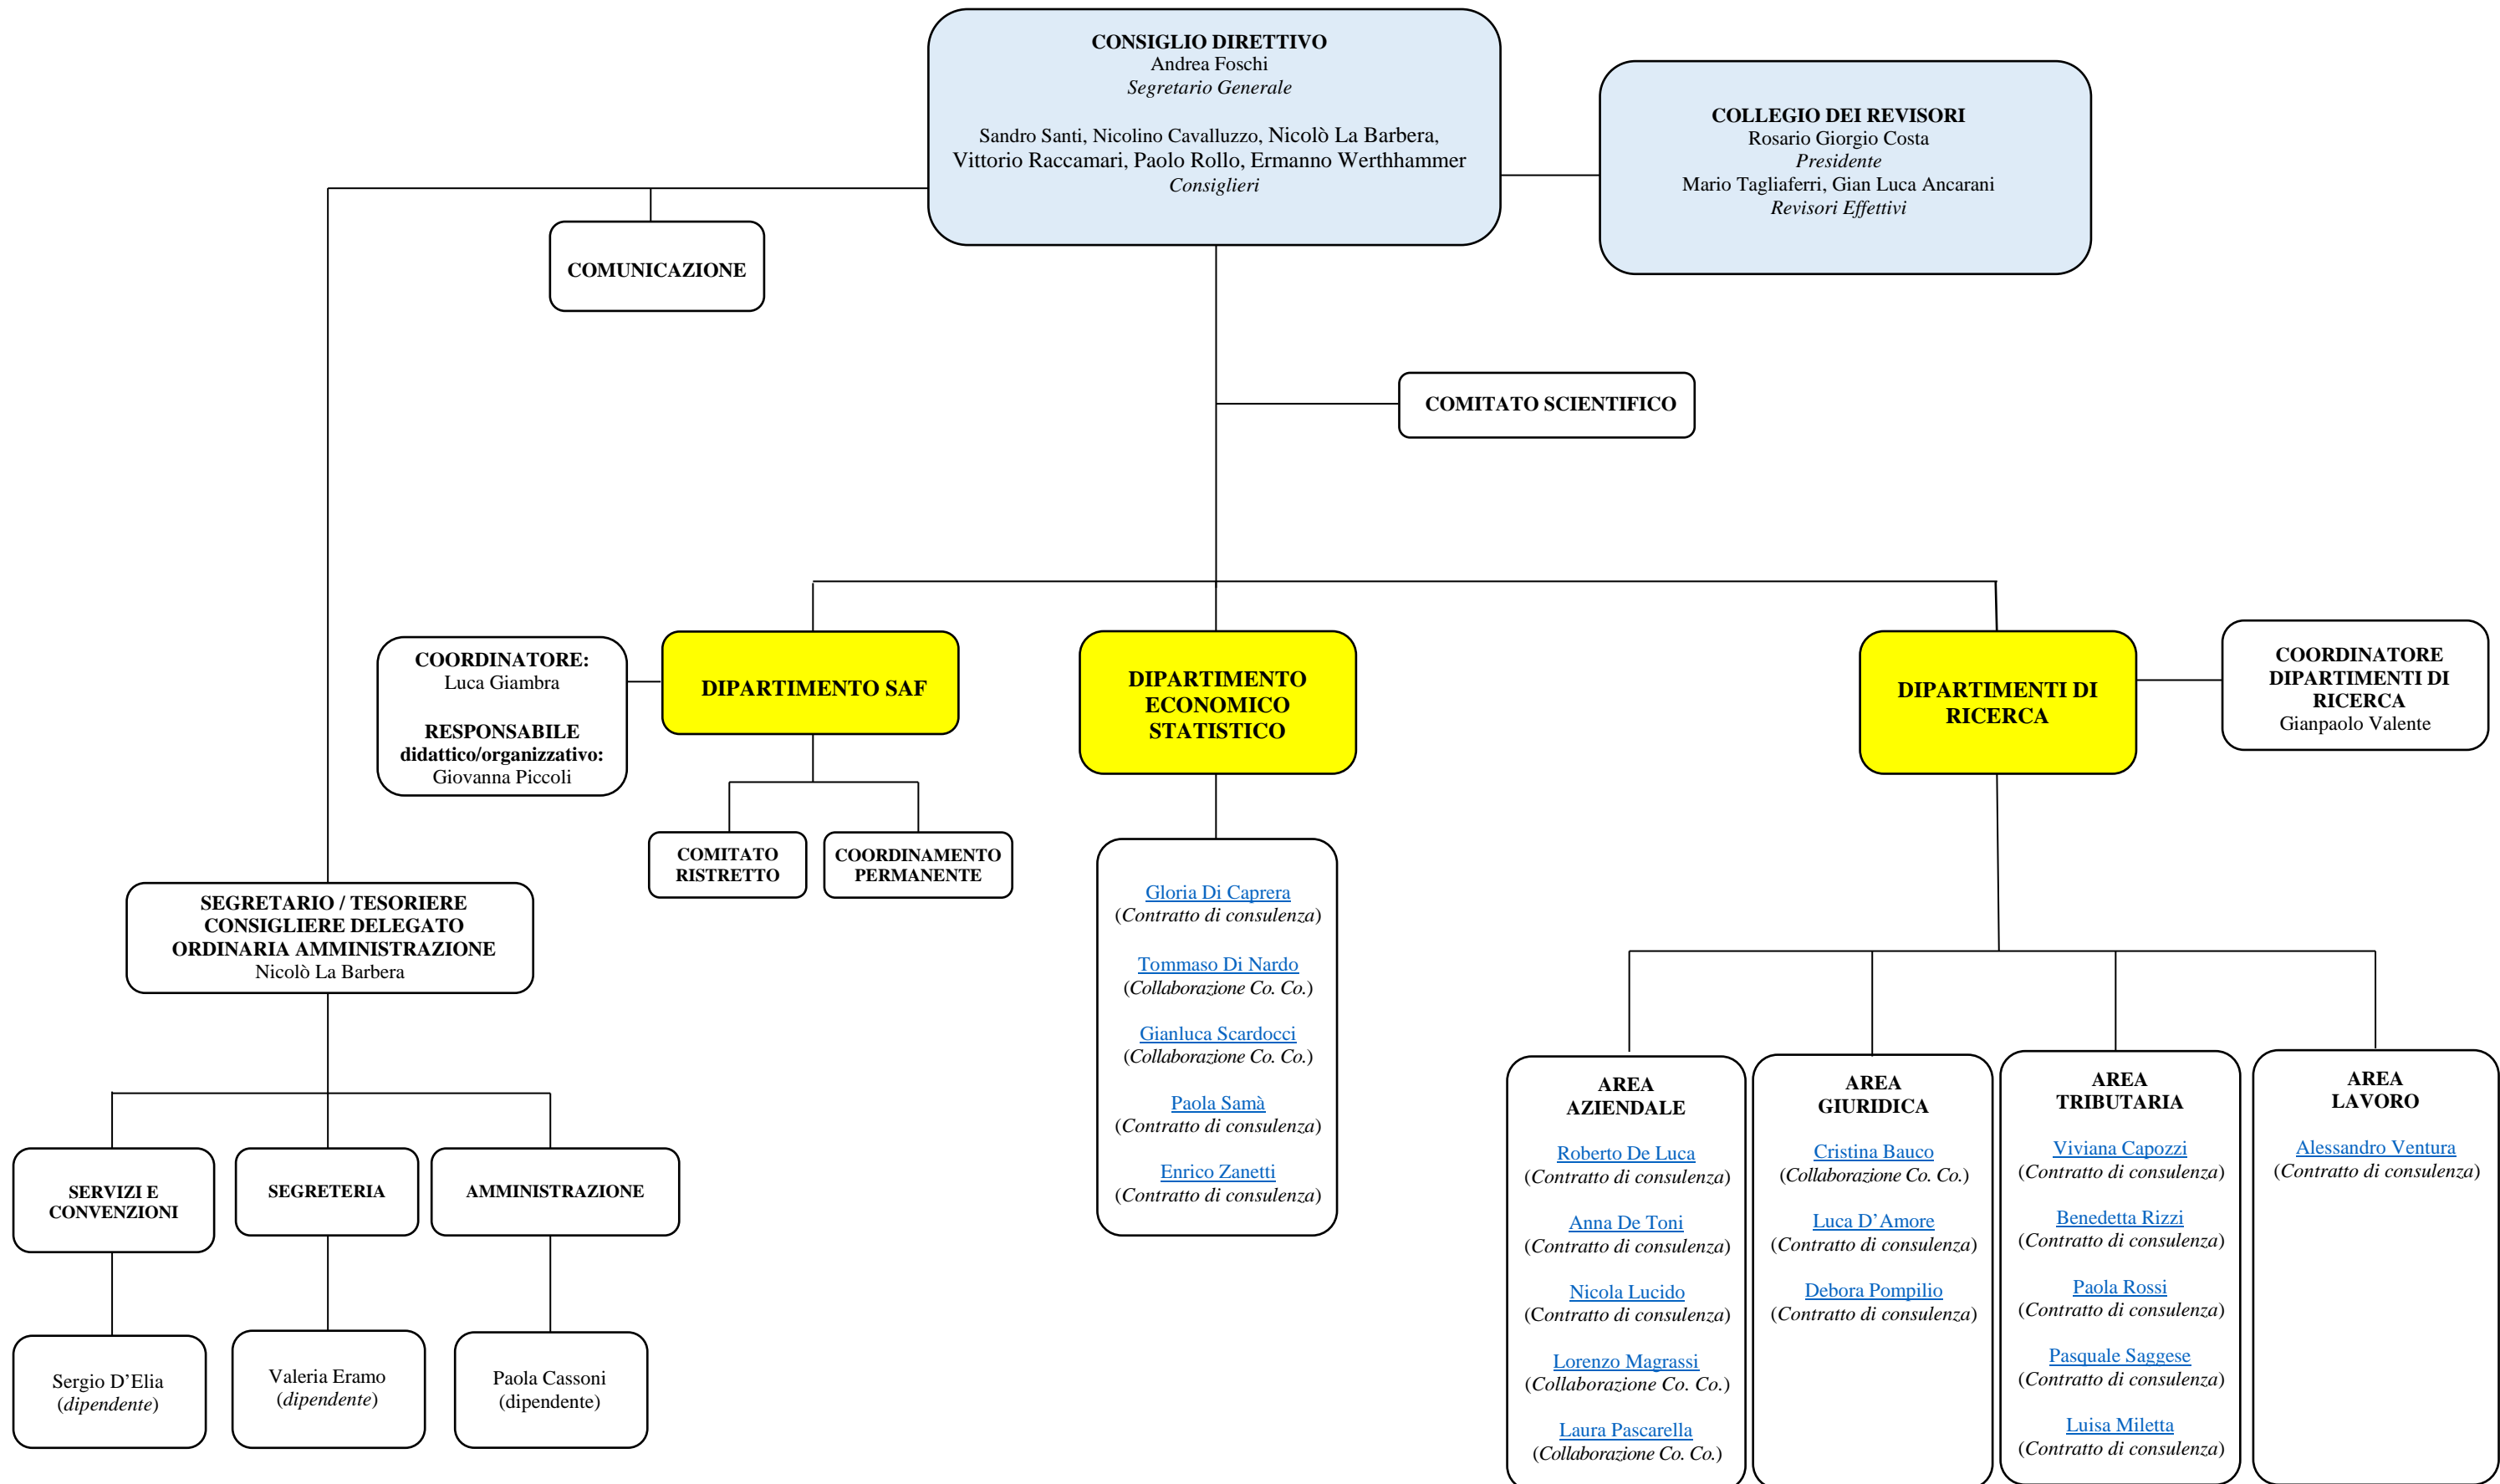 CONSIGLIO DIRETTIVO
Andrea Foschi
Segretario Generale
Sandro Santi, Nicolino Cavalluzzo, Nicolò La Barbera,
Vittorio Raccamari, Paolo Rollo, Ermanno Werthhammer
Consiglieri
COLLEGIO DEI REVISORI
Rosario Giorgio Costa
Presidente
Mario Tagliaferri, Gian Luca Ancarani
Revisori Effettivi
COMUNICAZIONE
COMITATO SCIENTIFICO
COORDINATORE:
Luca Giambra
RESPONSABILE
didattico/organizzativo:
Giovanna Piccoli
DIPARTIMENTO SAF
DIPARTIMENTO
ECONOMICO
STATISTICO
DIPARTIMENTI DI
RICERCA
COORDINATORE
DIPARTIMENTI DI
RICERCA
Gianpaolo Valente
COMITATO
RISTRETTO
COORDINAMENTO
PERMANENTE
SEGRETARIO / TESORIERE
CONSIGLIERE DELEGATO
ORDINARIA AMMINISTRAZIONE
Nicolò La Barbera
Gloria Di Caprera
(Contratto di consulenza)
Tommaso Di Nardo
(Collaborazione Co. Co.)
Gianluca Scardocci
(Collaborazione Co. Co.)
Paola Samà
(Contratto di consulenza)
Enrico Zanetti
(Contratto di consulenza)
SERVIZI E
CONVENZIONI
SEGRETERIA
AMMINISTRAZIONE
Sergio D’Elia
(dipendente)
Valeria Eramo
(dipendente)
Paola Cassoni
(dipendente)
AREA
AZIENDALE
Roberto De Luca
(Contratto di consulenza)
Anna De Toni
(Contratto di consulenza)
Nicola Lucido
(Contratto di consulenza)
Lorenzo Magrassi
(Collaborazione Co. Co.)
Laura Pascarella
(Collaborazione Co. Co.)
AREA
GIURIDICA
Cristina Bauco
(Collaborazione Co. Co.)
Luca D’Amore
(Contratto di consulenza)
Debora Pompilio
(Contratto di consulenza)
AREA
TRIBUTARIA
Viviana Capozzi
(Contratto di consulenza)
Benedetta Rizzi
(Contratto di consulenza)
Paola Rossi
(Contratto di consulenza)
Pasquale Saggese
(Contratto di consulenza)
Luisa Miletta
(Contratto di consulenza)
AREA
LAVORO
Alessandro Ventura
(Contratto di consulenza)